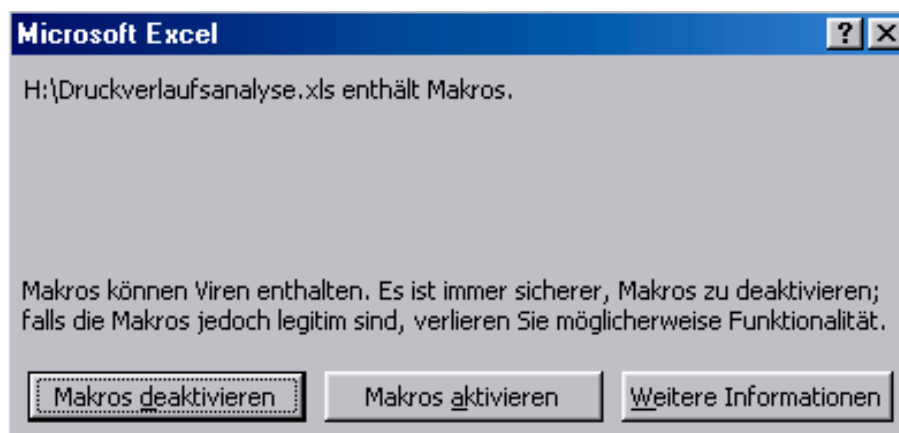 Microsoft Excel
H:\Druckverlaufsanalyse.xls enthält Makros.
Makros können Viren enthalten. Es ist immer sicherer, Makros zu deaktivieren;
falls die Makros jedoch legitim sind, verlieren Sie möglicherweise Funktionalität.
Makros deaktivieren Makros aktivieren Weitere Informationen